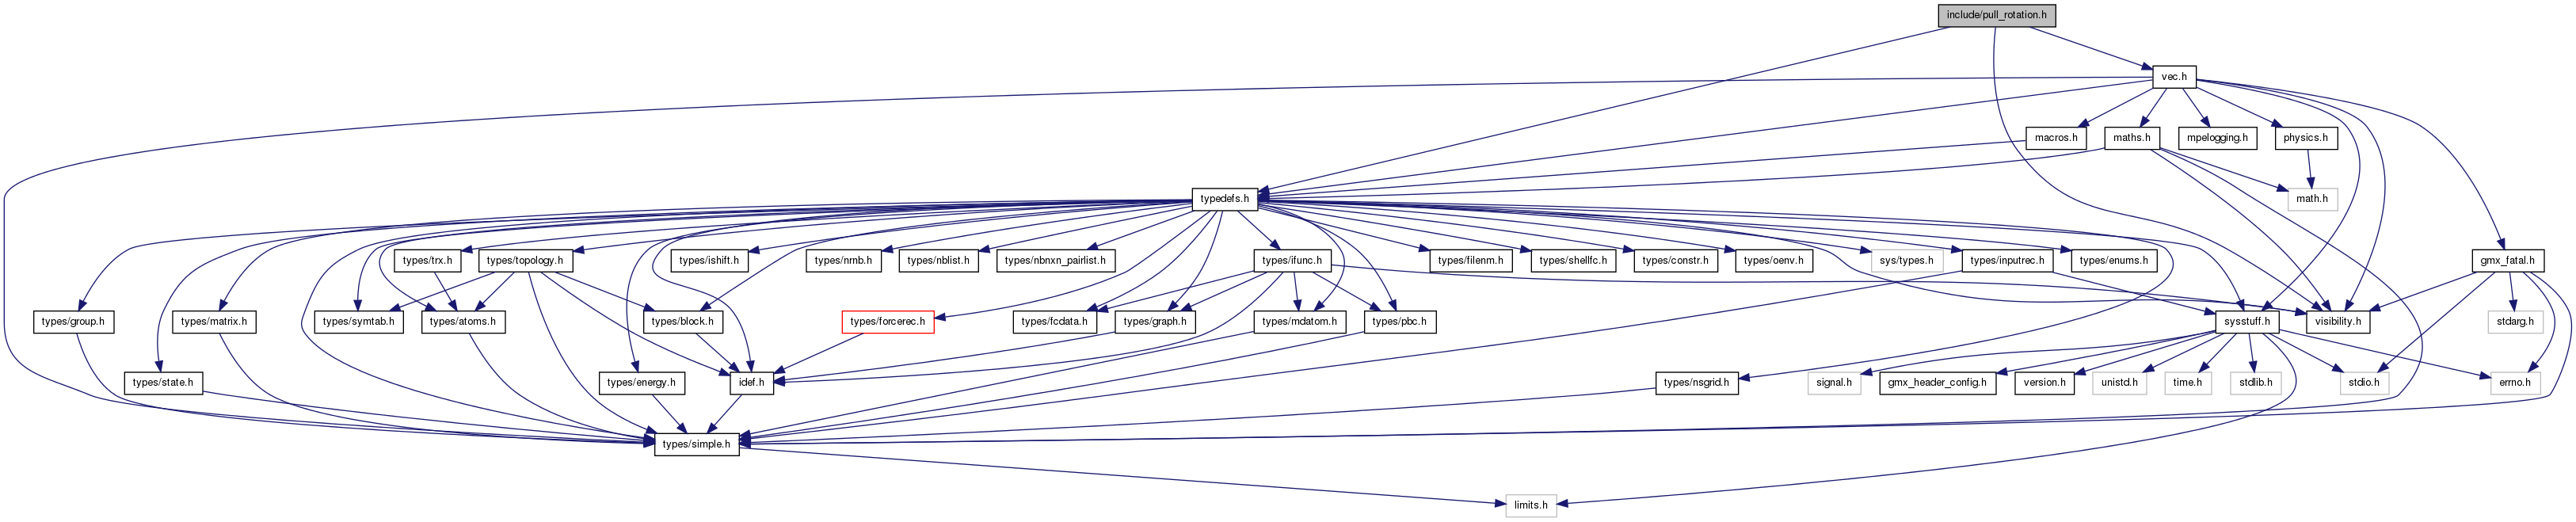 include/pull_rotation.h
vec.h
macros.h
maths.h
mpelogging.h
physics.h
typedefs.h
math.h
types/trx.h
types/topology.h
types/ishift.h
types/nrnb.h
types/nblist.h
types/nbnxn_pairlist.h
types/ifunc.h
types/filenm.h
types/shellfc.h
types/constr.h
types/oenv.h
sys/types.h
types/inputrec.h
types/enums.h
gmx_fatal.h
types/group.h
types/matrix.h
types/symtab.h
types/atoms.h
types/block.h
types/forcerec.h
types/fcdata.h
types/graph.h
types/mdatom.h
types/pbc.h
sysstuff.h
visibility.h
stdarg.h
types/state.h
types/energy.h
idef.h
types/nsgrid.h
signal.h
gmx_header_config.h
version.h
unistd.h
time.h
stdlib.h
stdio.h
errno.h
types/simple.h
limits.h